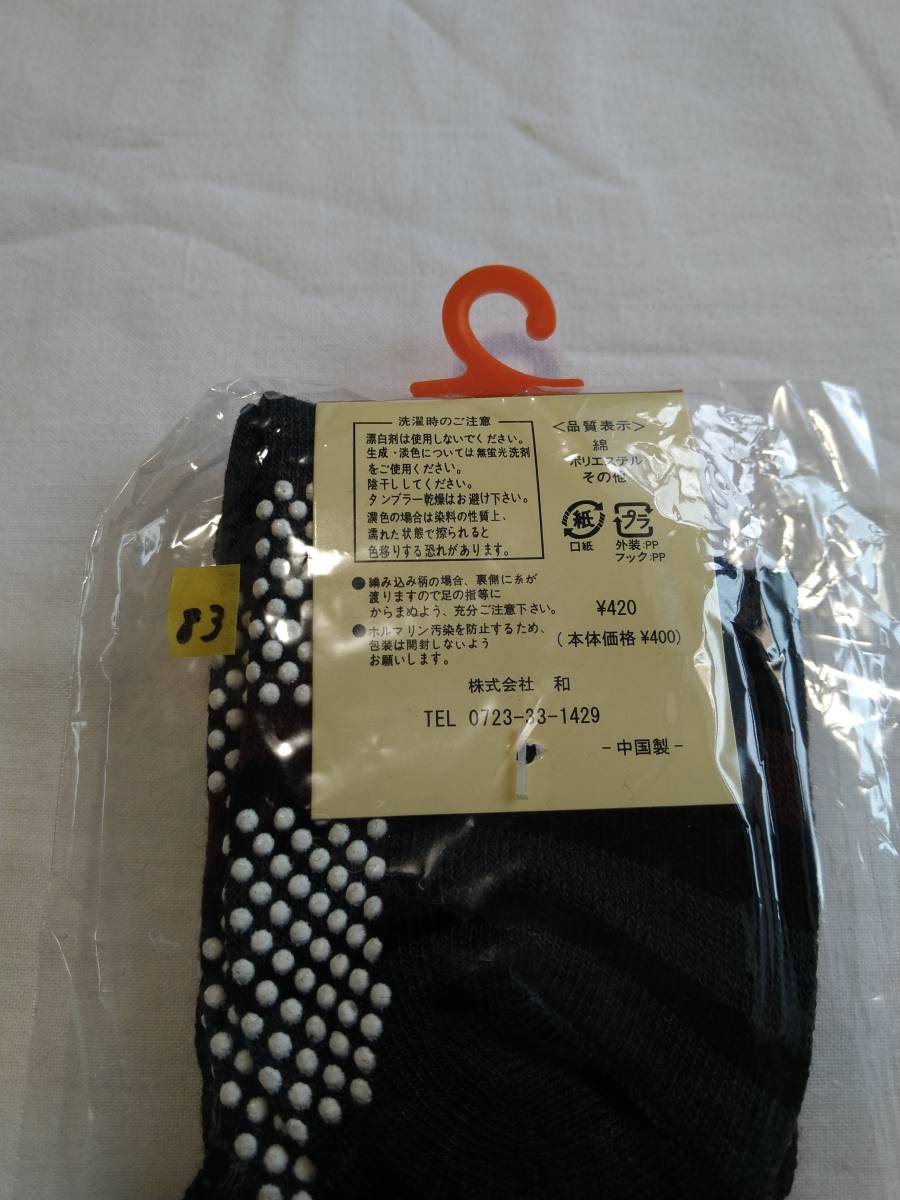 洗濯時のご注意
漂白剤は使用しないでください。
生成・淡色については無蛍光洗剤
をご使用ください。
陰干ししてください。
タンブラー乾燥はお避け下さい。
濃色の場合は染料の性質上、
濡れた状態で擦られると
色移りする恐れがあります。
●編み込み柄の場合、裏側に糸が
渡りますので足の指等に
からまぬよう、充分ご注意下さい。
●ホルマリン汚染を防止するため、
包装は開封しないよう
お願いします。
<品質表示>
綿
ポリエステル
その他
紙
プラ
口紙
外装:PP
フック:PP
¥420
(本体価格¥400)
株式会社 和
TEL 0723-33-1429
-中国製-
83